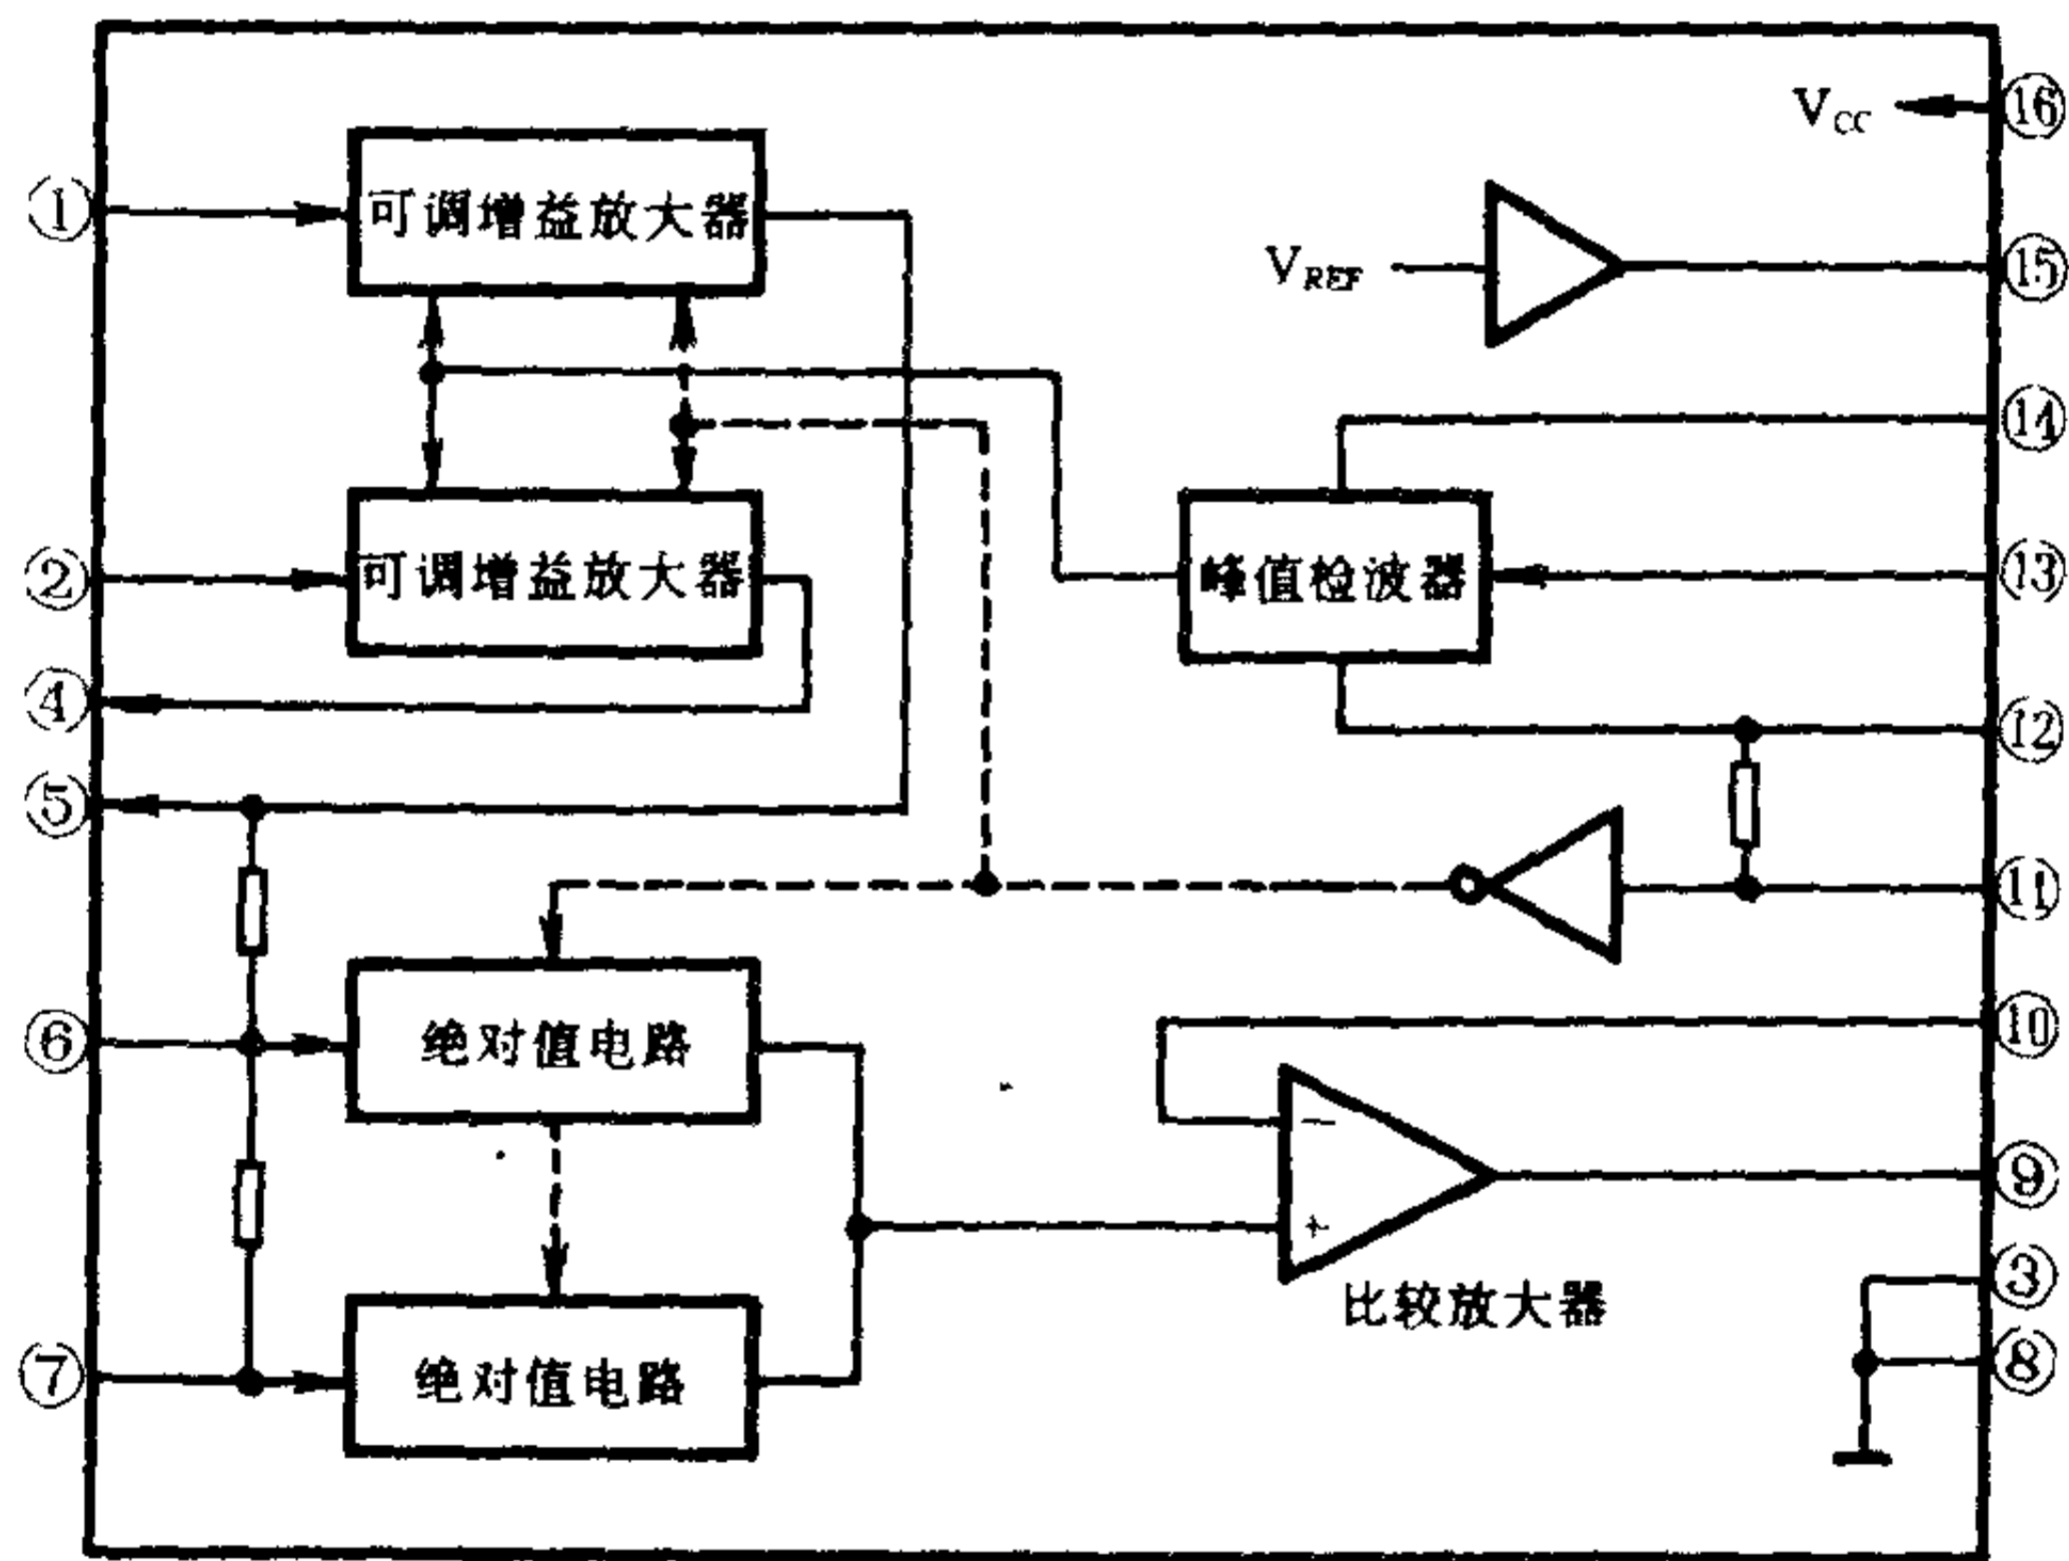 V_CC
⑯
①
可调增益放大器
V_REF
⑮
⑭
②
可调增益放大器
峰值检波器
⑬
④
⑫
⑤
⑪
⑥
绝对值电路
⑩
−
+
⑨
比较放大器
③
⑦
绝对值电路
⑧